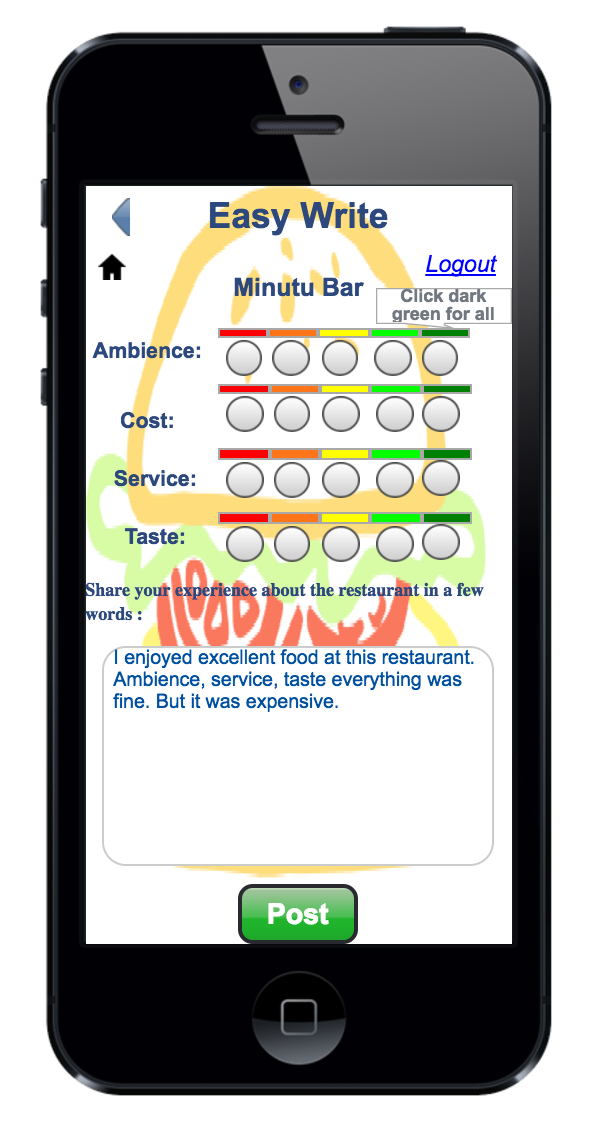 Easy Write
Logout
Minutu Bar
Click dark
green for all
Ambience:
Cost:
Service:
Taste:
Share your experience about the restaurant in a few
words :
I enjoyed excellent food at this restaurant.
Ambience, service, taste everything was
fine. But it was expensive.
Post